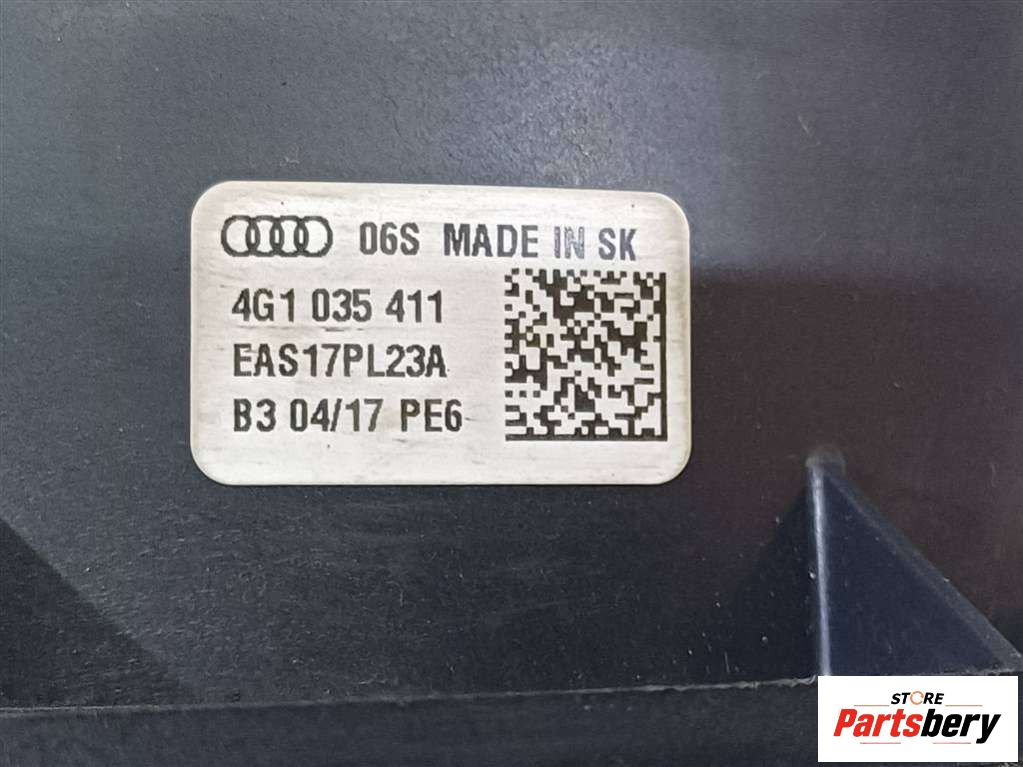 06S MADE IN SK
4G1 035 411
EAS17PL23A
B3 04/17 PE6
STORE
Partsbery